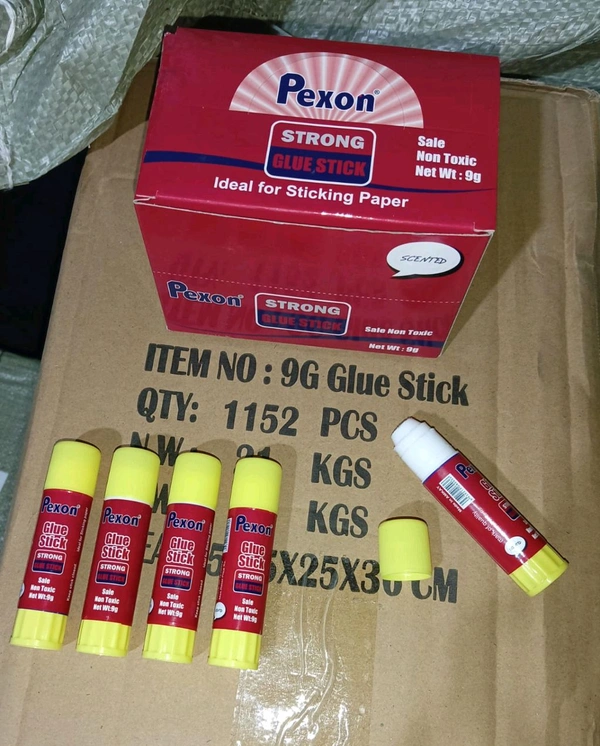 Pexon®
STRONG
GLUE STICK
Sale
Non Toxic
Net Wt : 9g
Ideal for Sticking Paper
SCENTED
Pexon®
STRONG
GLUE STICK
Sale Non Toxic
Net Wt : 9g
ITEM NO : 9G Glue Stick
QTY: 1152 PCS
N.W. KGS
KGS
5X25X30 CM
Pexon
Glue
Stick
STRONG
GLUE STICK
Sale
Non Toxic
Net Wt:9g
Pexon
Glue
Stick
STRONG
GLUE STICK
Sale
Non Toxic
Net Wt:9g
Pexon
Glue
Stick
STRONG
GLUE STICK
Sale
Non Toxic
Net Wt:9g
Pexon
Glue
Stick
STRONG
GLUE STICK
Sale
Non Toxic
Net Wt:9g